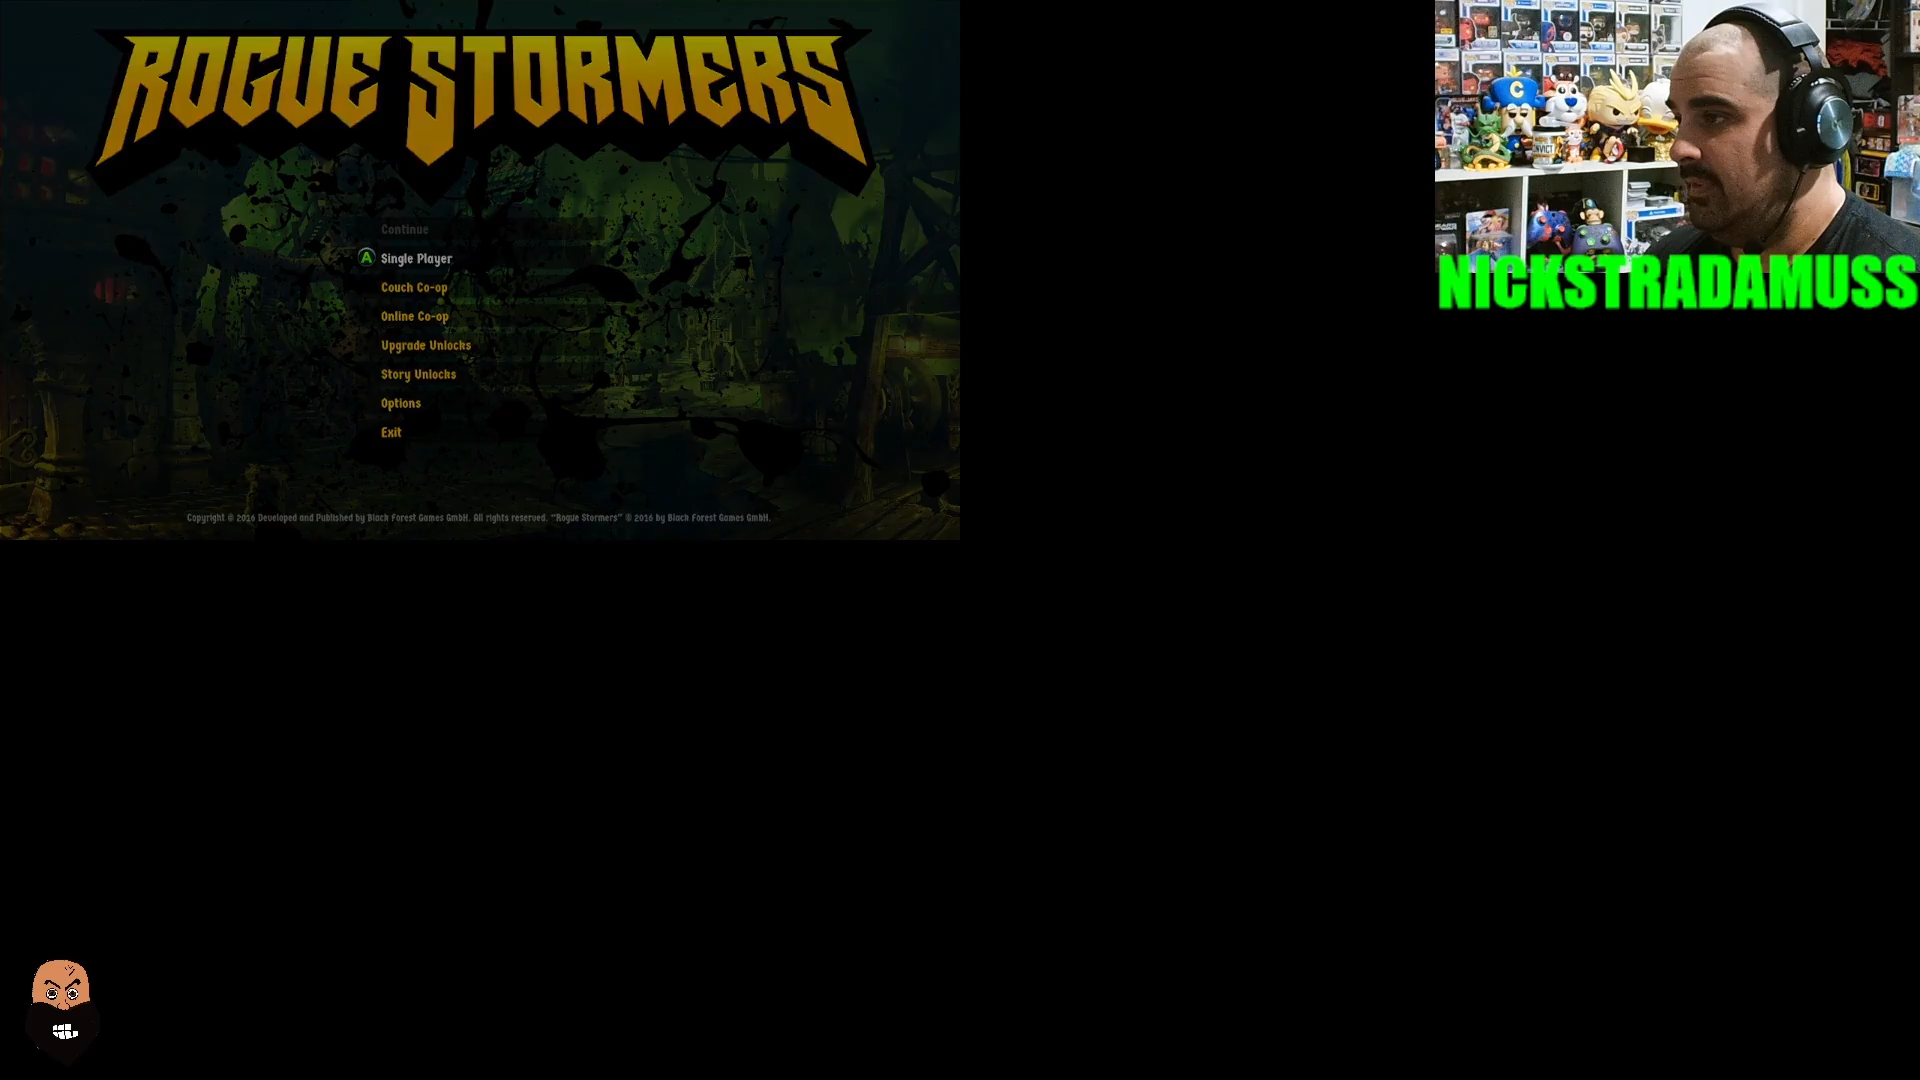 ROGUE STORMERS
Continue
A Single Player
Couch Co-op
Online Co-op
Upgrade Unlocks
Story Unlocks
Options
Exit
Copyright © 2016 Developed and Published by Black Forest Games GmbH. All rights reserved. "Rogue Stormers" © 2016 by Black Forest Games GmbH.
C
NVICT
NICKSTRADAMUSS